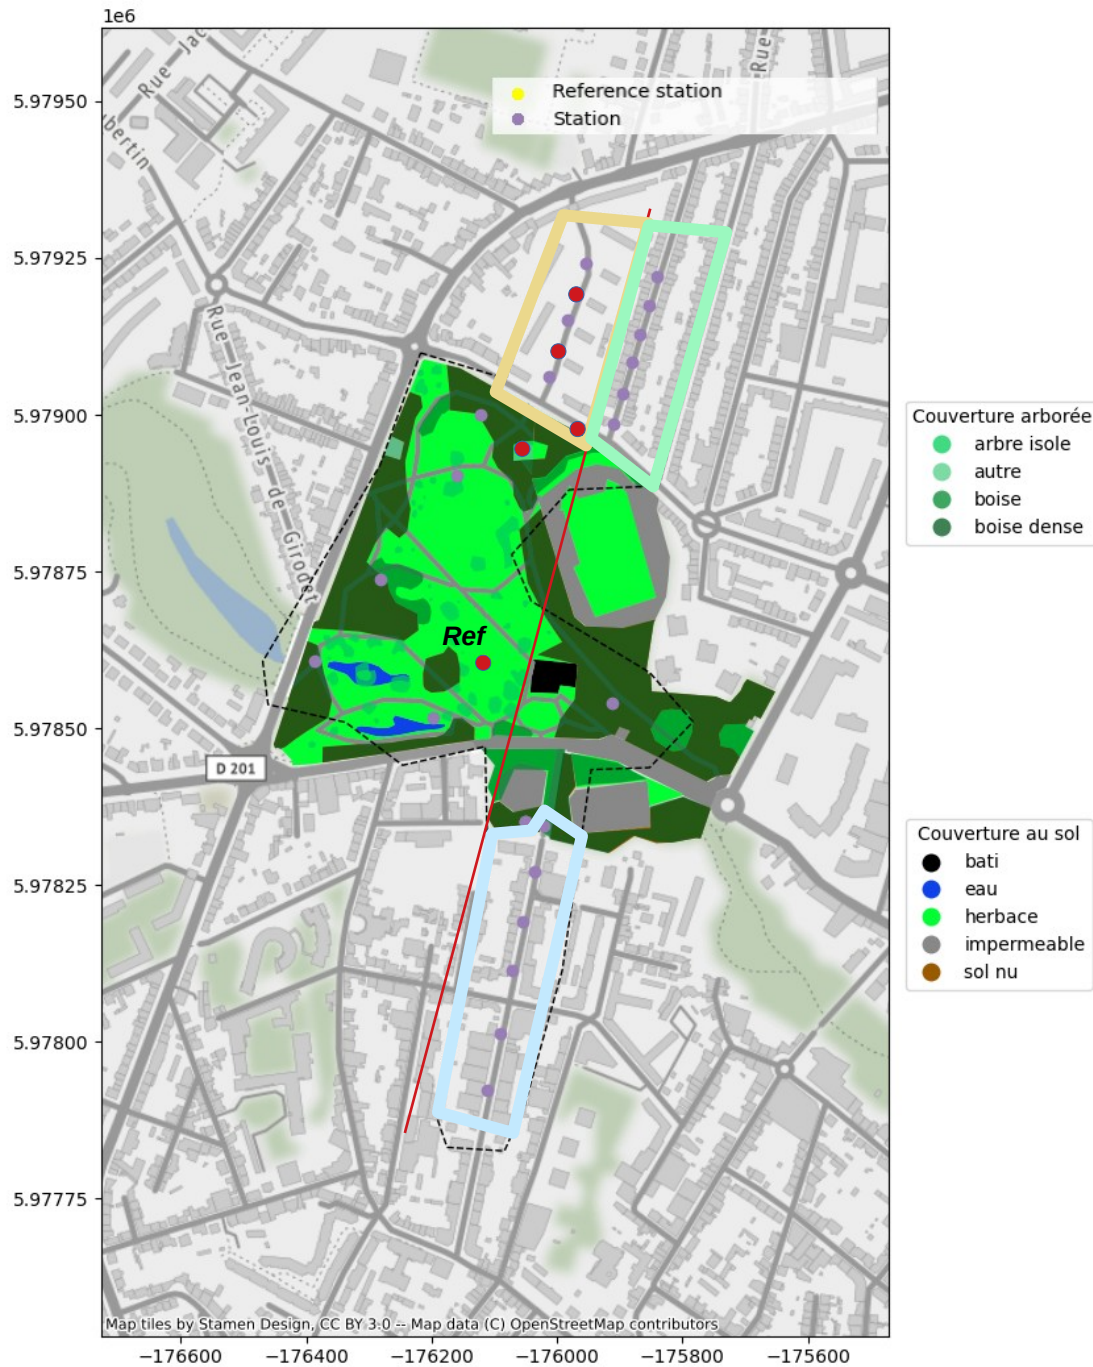 1e6
Rue Jac
Rue
Reference station
Station
5.97950
bertin
5.97925
Rue Jean-Louis de Girodet
5.97900
Couverture arborée
arbre isole
autre
boise
boise dense
5.97875
Ref
5.97850
D 201
5.97825
Couverture au sol
bati
eau
herbace
impermeable
sol nu
5.97800
5.97775
Map tiles by Stamen Design, CC BY 3.0 -- Map data (C) OpenStreetMap contributors
−176600
−176400
−176200
−176000
−175800
−175600